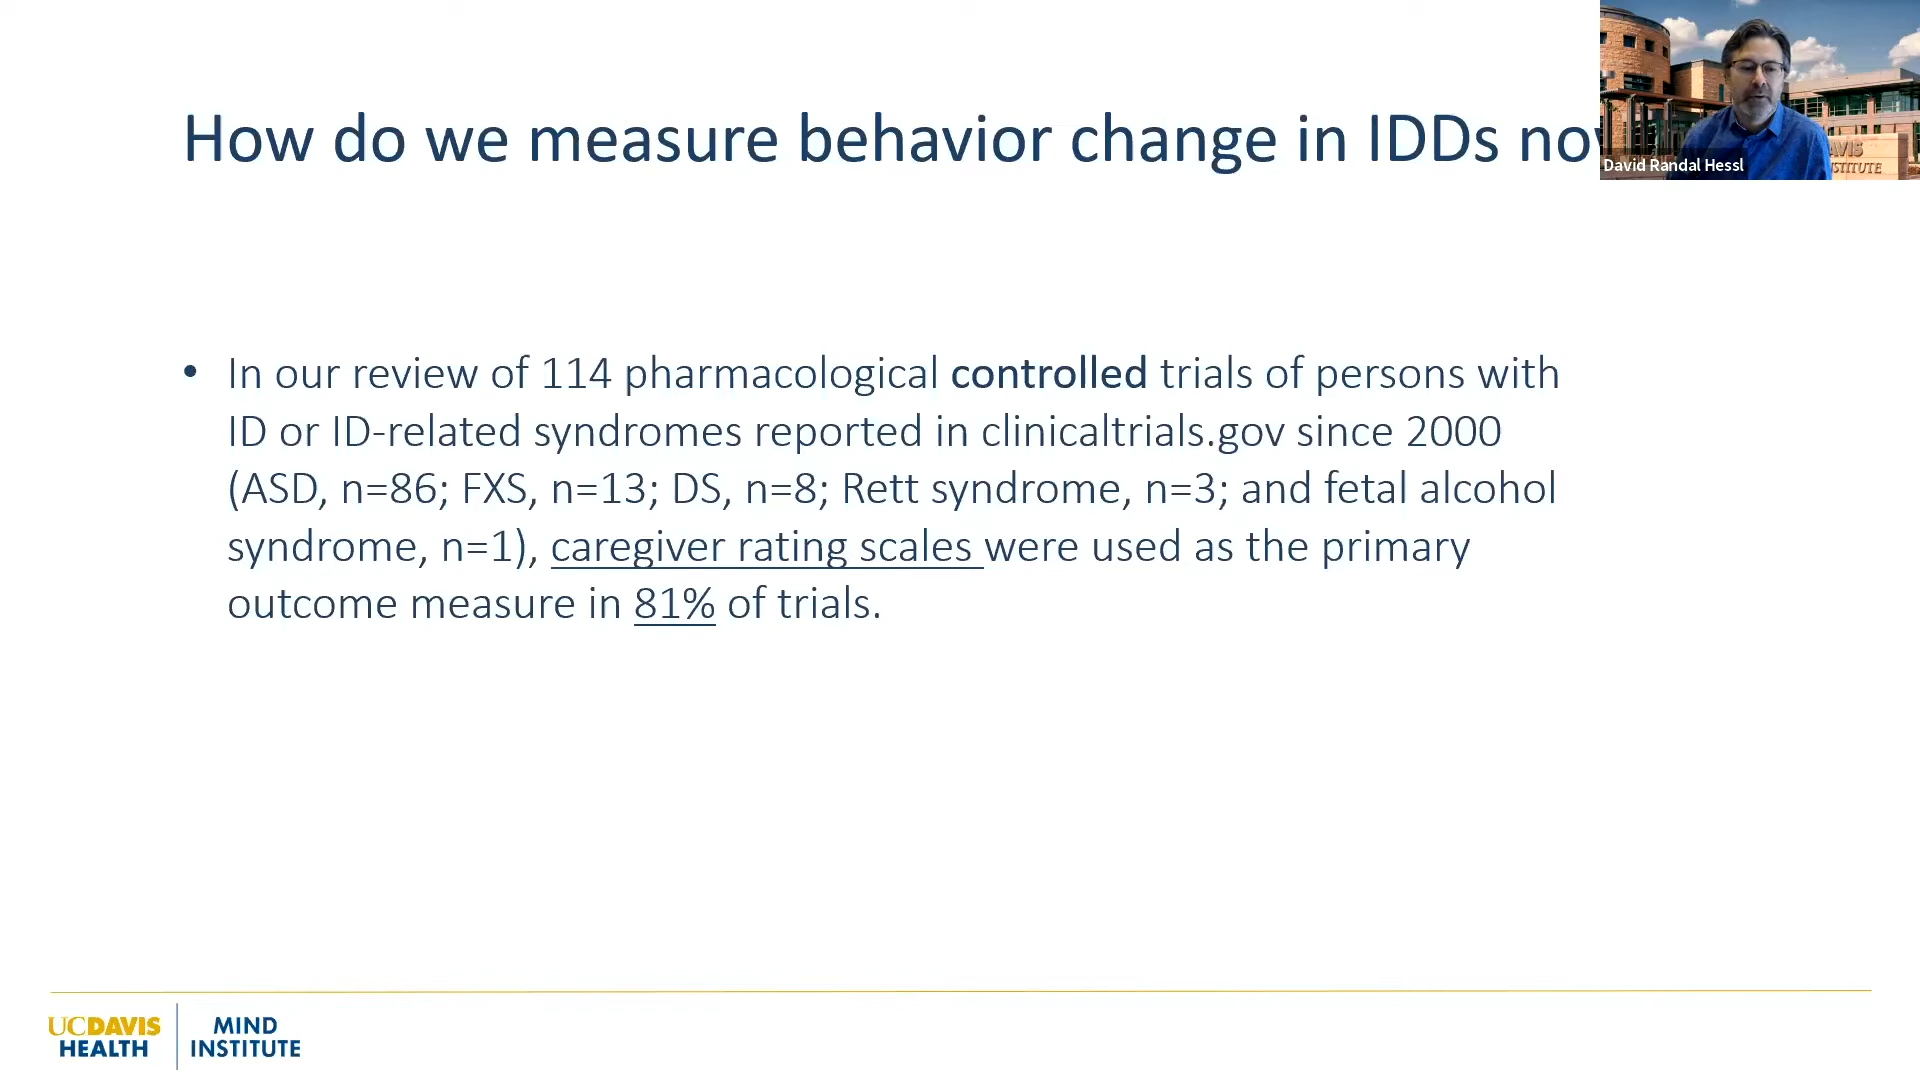 How do we measure behavior change in IDDs
David Randal Hessl
• In our review of 114 pharmacological controlled trials of persons with
ID or ID-related syndromes reported in clinicaltrials.gov since 2000
(ASD, n=86; FXS, n=13; DS, n=8; Rett syndrome, n=3; and fetal alcohol
syndrome, n=1), caregiver rating scales were used as the primary
outcome measure in 81% of trials.
UCDAVIS
HEALTH
MIND
INSTITUTE